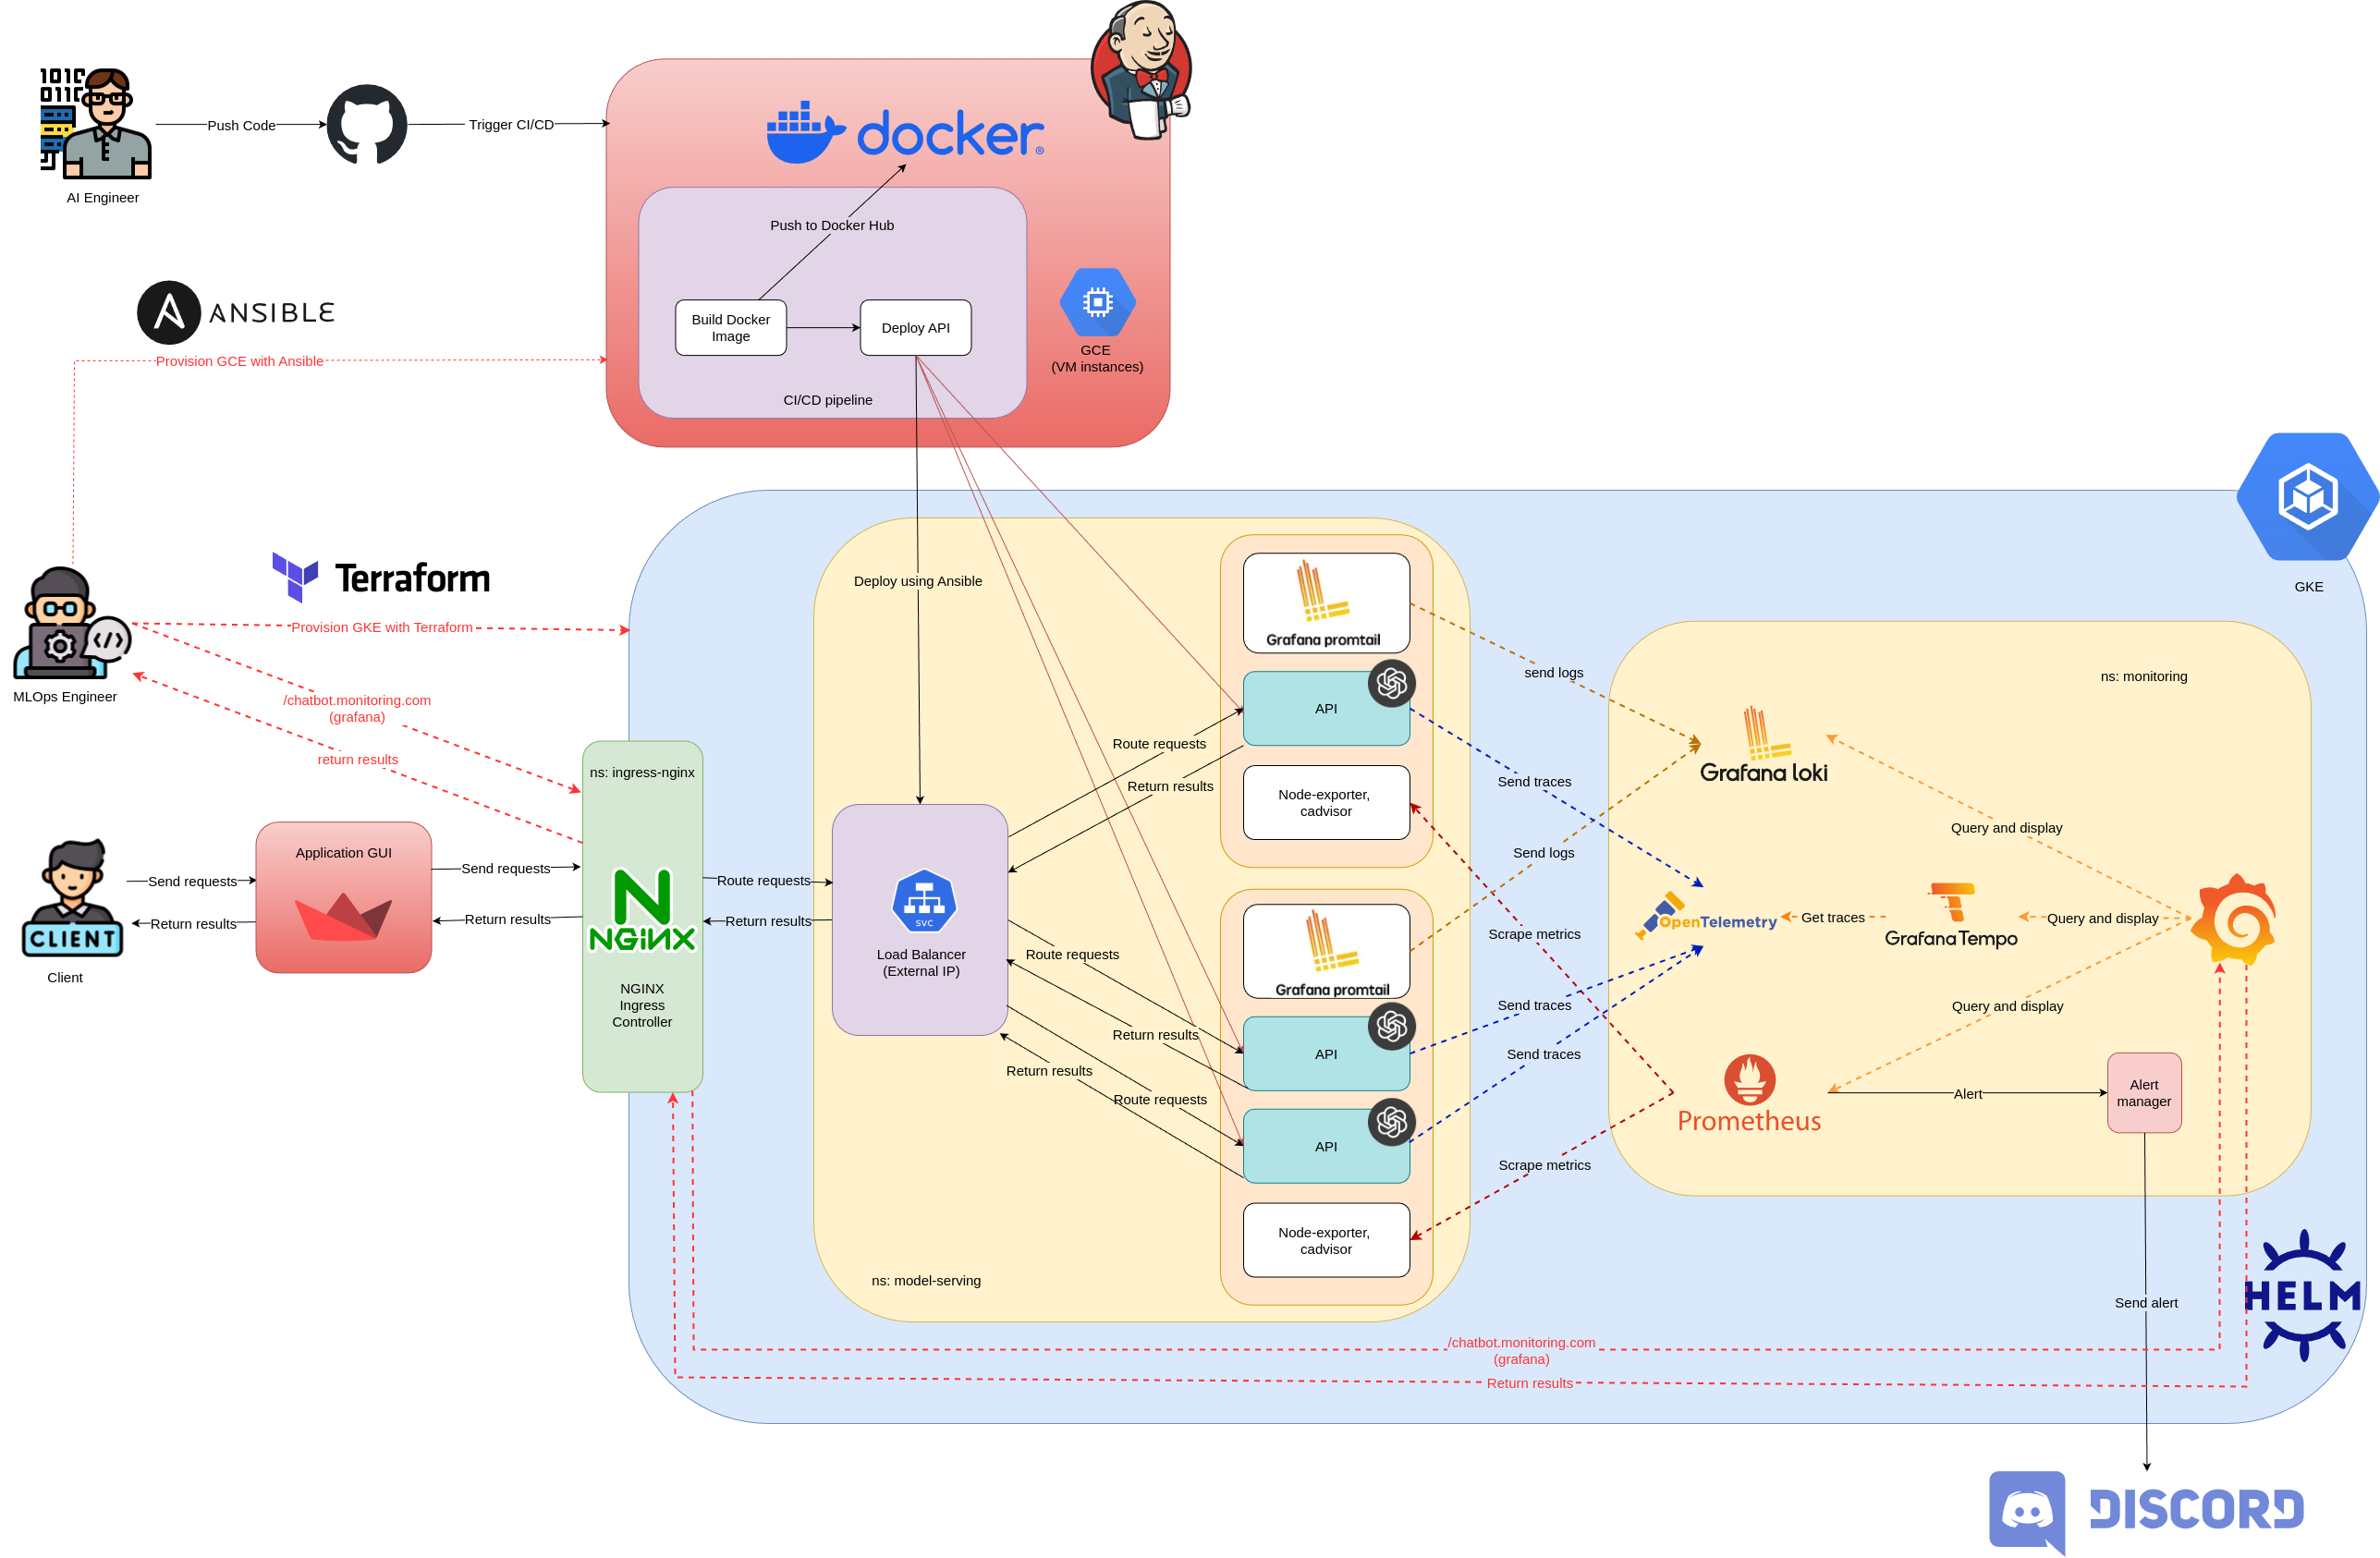 AI Engineer
Push Code
Trigger CI/CD
docker
®
Push to Docker Hub
Build Docker
Image
Deploy API
CI/CD pipeline
GCE
(VM instances)
A
ANSIBLE
Provision GCE with Ansible
Terraform
Provision GKE with Terraform
MLOps Engineer
/chatbot.monitoring.com
(grafana)
return results
GKE
Deploy using Ansible
CLIENT
Client
Send requests
Return results
Application GUI
Send requests
Return results
ns: ingress-nginx
N
NGINX
NGINX
Ingress
Controller
Route requests
Return results
svc
Load Balancer
(External IP)
Route requests
Return results
Route requests
Return results
Return results
Route requests
ns: model-serving
Grafana promtail
API
Node-exporter,
cadvisor
Grafana promtail
API
API
Node-exporter,
cadvisor
send logs
Send traces
Send logs
Scrape metrics
Send traces
Send traces
Scrape metrics
ns: monitoring
Grafana loki
Query and display
OpenTelemetry
Get traces
Grafana Tempo
Query and display
Query and display
Prometheus
Alert
Alert
manager
Send alert
HELM
/chatbot.monitoring.com
(grafana)
Return results
DISCORD